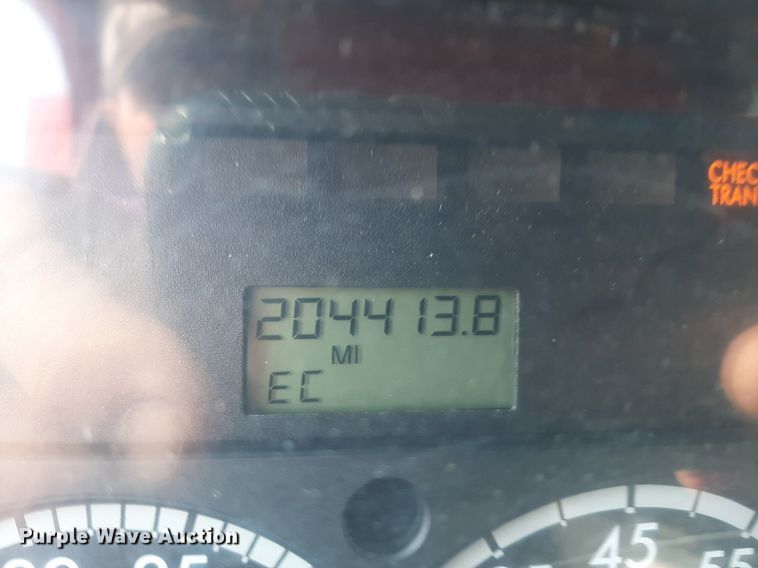 CHEC
TRAN
204413.8
MI
EC
45
55
Purple Wave Auction